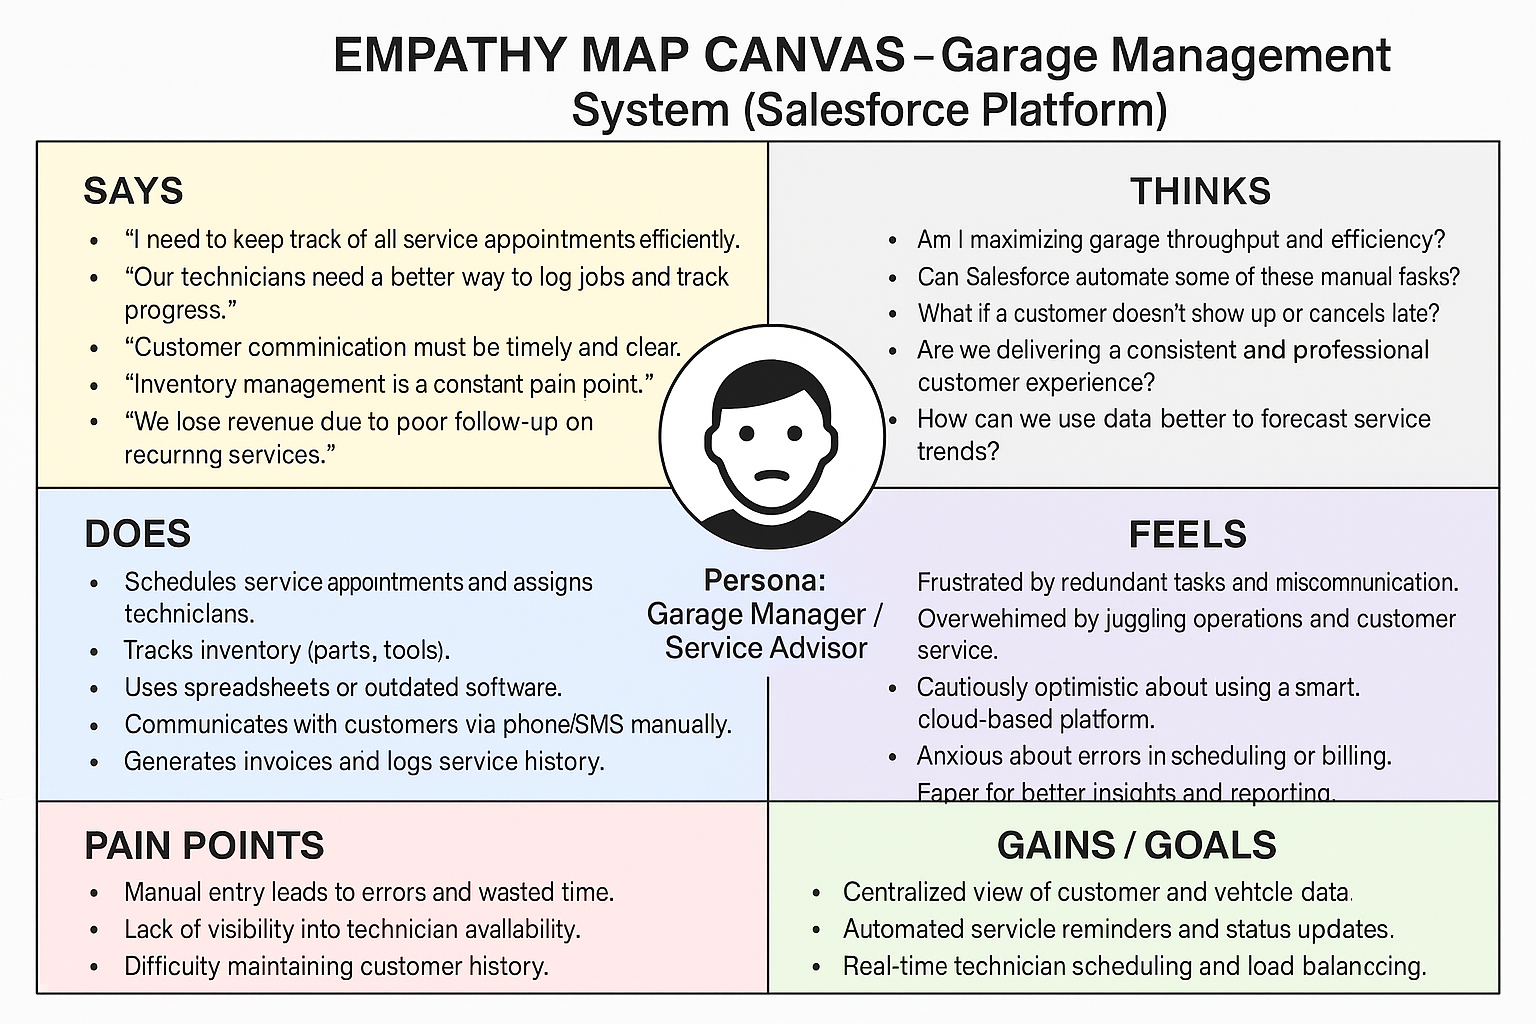 EMPATHY MAP CANVAS – Garage Management
System (Salesforce Platform)
SAYS
• “I need to keep track of all service appointments efficiently.
• “Our technicians need a better way to log jobs and track
progress.”
• “Customer comminication must be timely and clear.
• “Inventory management is a constant pain point.”
• “We lose revenue due to poor follow-up on
recurnng services.”
THINKS
• Am I maximizing garage throughput and efficiency?
• Can Salesforce automate some of these manual fasks?
• What if a customer doesn’t show up or cancels late?
• Are we delivering a consistent and professional
customer experience?
• How can we use data better to forecast service
trends?
Persona:
Garage Manager /
Service Advisor
DOES
• Schedules service appointments and assigns
techniclans.
• Tracks inventory (parts, tools).
• Uses spreadsheets or outdated software.
• Communicates with customers via phone/SMS manually.
• Generates invoices and logs service history.
FEELS
Frustrated by redundant tasks and miscomnunication.
Overwehimed by juggling operations and customer
service.
• Cautiously optimistic about using a smart.
cloud-based platform.
• Anxious about errors in scheduling or billing.
Faper for better insights and reporting.
PAIN POINTS
• Manual entry leads to errors and wasted time.
• Lack of visibility into technician avallability.
• Difficuity maintaining customer history.
GAINS / GOALS
• Centralized view of customer and vehtcle data.
• Automated servicle reminders and status updates.
• Real-time technician scheduling and load balanccing.